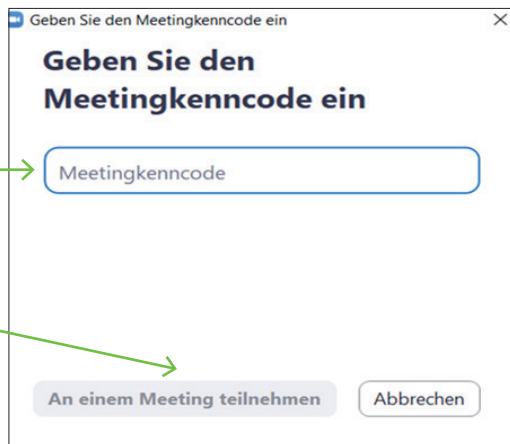 Geben Sie den Meetingkenncode ein
Geben Sie den
Meetingkenncode ein
Meetingkenncode
An einem Meeting teilnehmen
Abbrechen